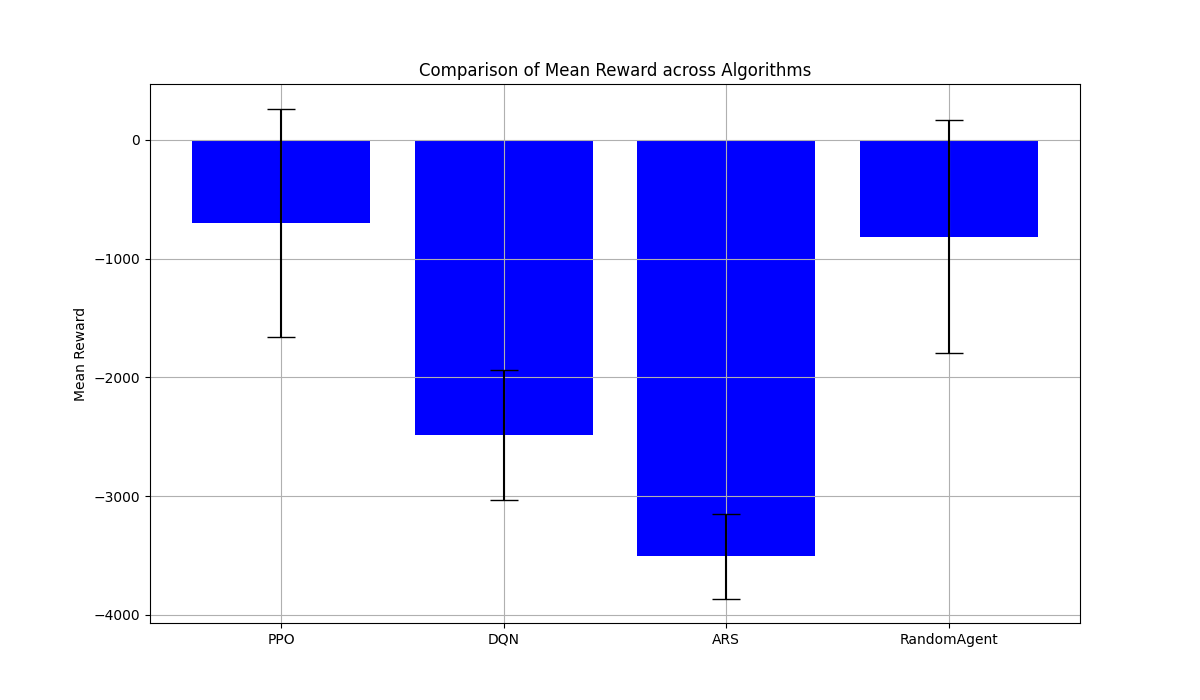 Comparison of Mean Reward across Algorithms
Mean Reward
0
−1000
−2000
−3000
−4000
PPO
DQN
ARS
RandomAgent